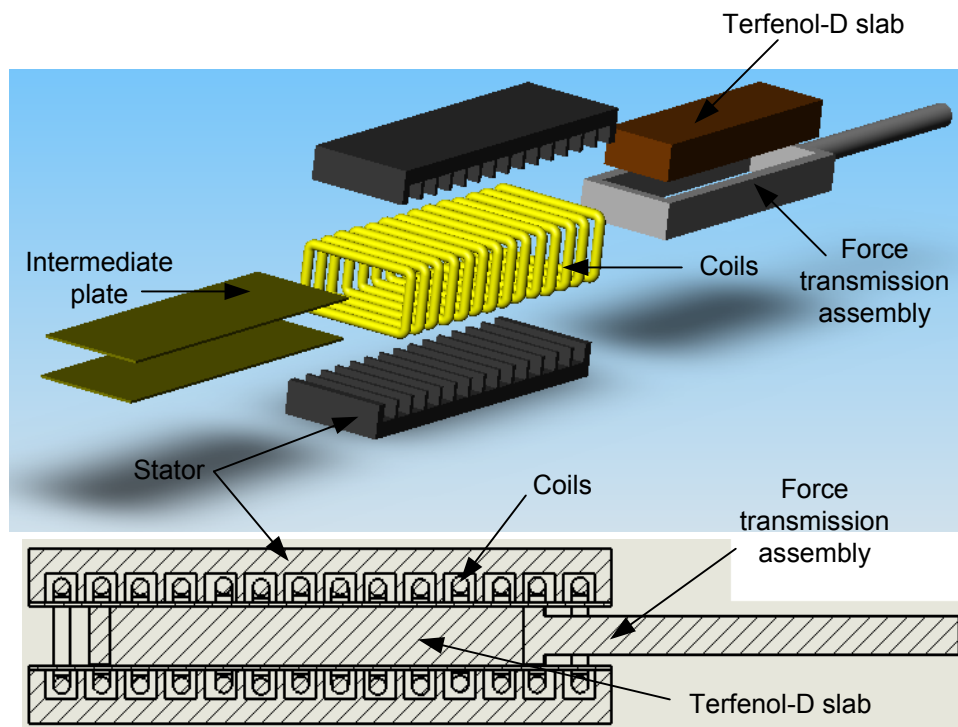 Terfenol-D slab
Intermediate
plate
Coils
Force
transmission
assembly
Stator
Coils
Force
transmission
assembly
Terfenol-D slab